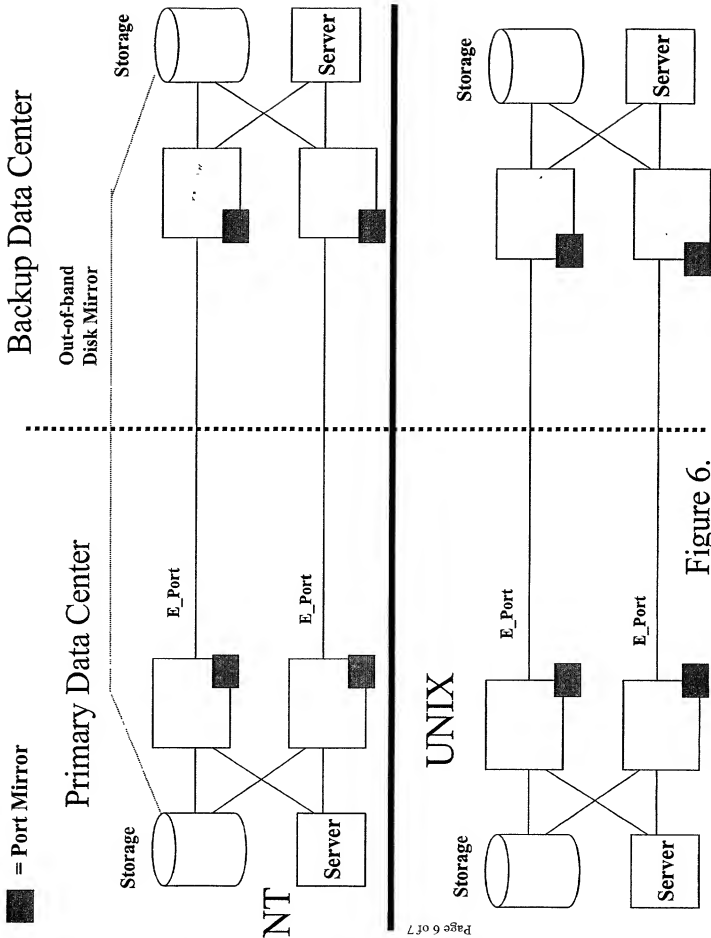 = Port Mirror
Primary Data Center
Backup Data Center
Out-of-band
Disk Mirror
Storage
Storage
E_Port
E_Port
NT
Server
Server
UNIX
Storage
Storage
E_Port
E_Port
Server
Server
Figure 6.
Page 6 of 7